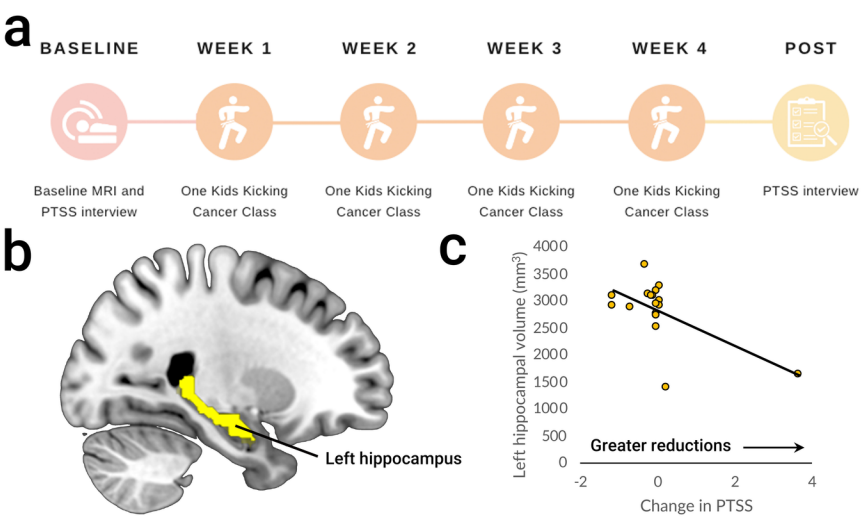 a
BASELINE WEEK 1 WEEK 2 WEEK 3 WEEK 4 POST
Baseline MRI and One Kids Kicking One Kids Kicking One Kids Kicking One Kids Kicking PTSS interview
PTSS interview Cancer Class Cancer Class Cancer Class Cancer Class
b
Left hippocampus
c
Left hippocampal volume (mm³)
4000
3500
3000
2500
2000
1500
1000
500
0
Greater reductions
-2 0 2 4
Change in PTSS